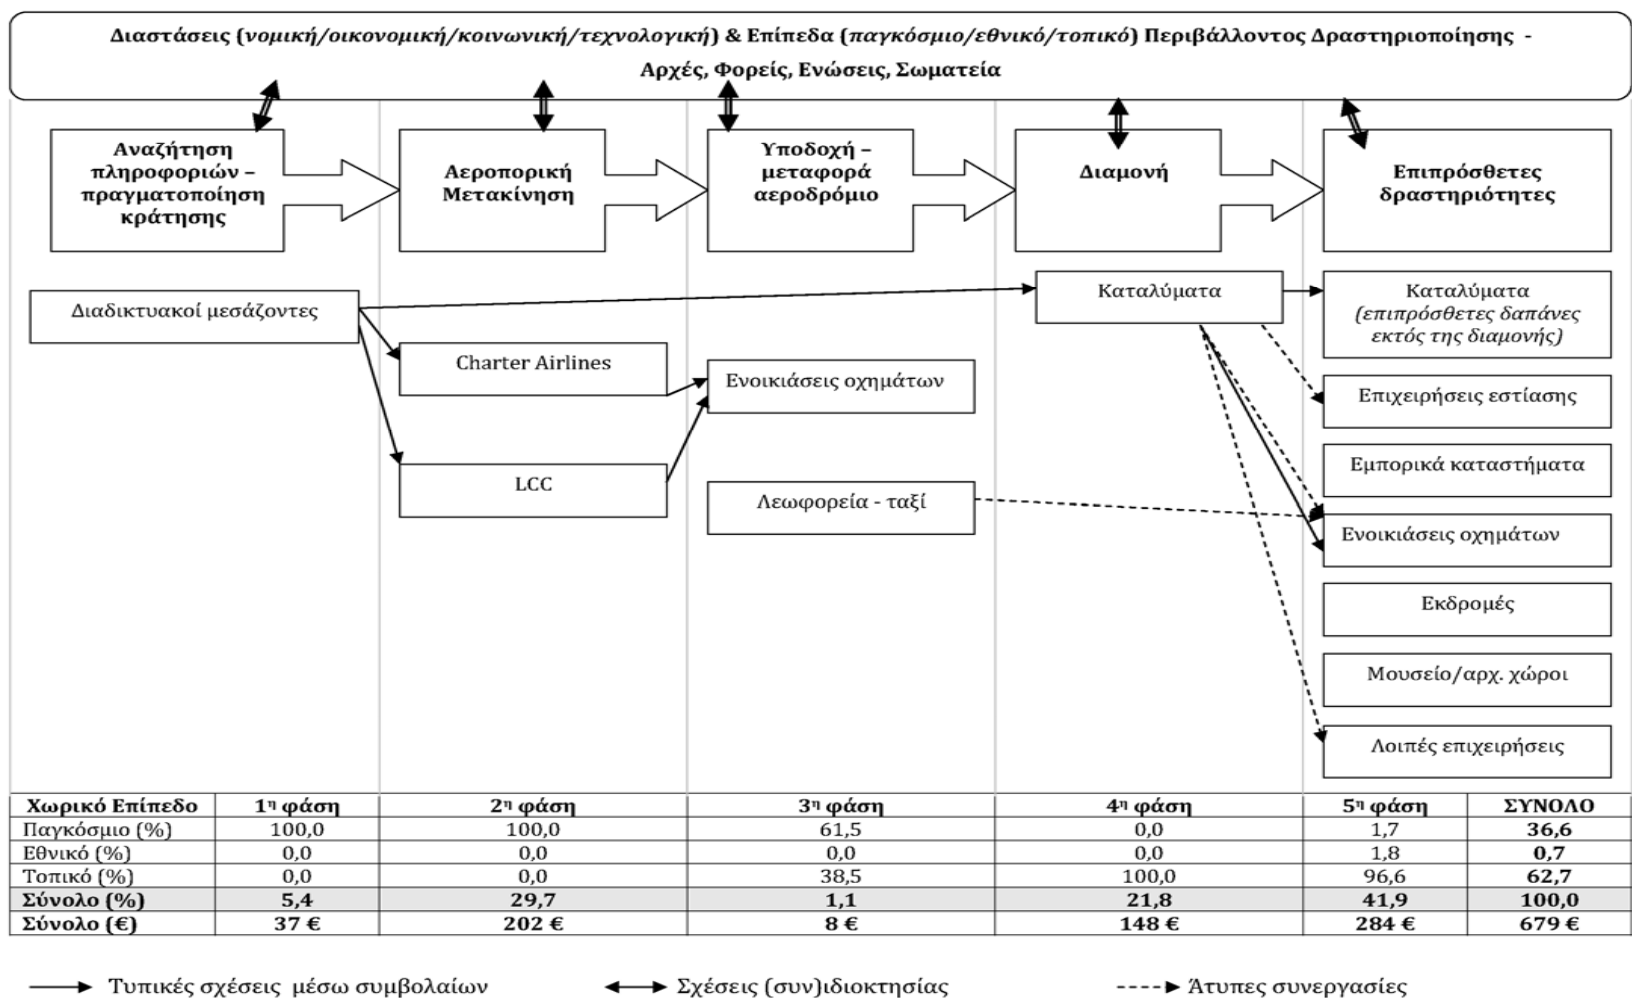 Διαστάσεις (νομική/οικονομική/κοινωνική/τεχνολογική) & Επίπεδα (παγκόσμιο/εθνικό/τοπικό) Περιβάλλοντος Δραστηριοποίησης -
Αρχές, Φορείς, Ενώσεις, Σωματεία
Αναζήτηση
πληροφοριών –
πραγματοποίηση
κράτησης
Αεροπορική
Μετακίνηση
Υποδοχή –
μεταφορά
αεροδρόμιο
Διαμονή
Επιπρόσθετες
δραστηριότητες
Διαδικτυακοί μεσάζοντες
Charter Airlines
LCC
Ενοικιάσεις οχημάτων
Λεωφορεία - ταξί
Καταλύματα
Καταλύματα
(επιπρόσθετες δαπάνες
εκτός της διαμονής)
Επιχειρήσεις εστίασης
Εμπορικά καταστήματα
Ενοικιάσεις οχημάτων
Εκδρομές
Μουσείο/αρχ. χώροι
Λοιπές επιχειρήσεις
Χωρικό Επίπεδο 1η φάση 2η φάση 3η φάση 4η φάση 5η φάση ΣΥΝΟΛΟ
Παγκόσμιο (%) 100,0 100,0 61,5 0,0 1,7 36,6
Εθνικό (%) 0,0 0,0 0,0 0,0 1,8 0,7
Τοπικό (%) 0,0 0,0 38,5 100,0 96,6 62,7
Σύνολο (%) 5,4 29,7 1,1 21,8 41,9 100,0
Σύνολο (€) 37 € 202 € 8 € 148 € 284 € 679 €
Τυπικές σχέσεις μέσω συμβολαίων Σχέσεις (συν)ιδιοκτησίας Άτυπες συνεργασίες